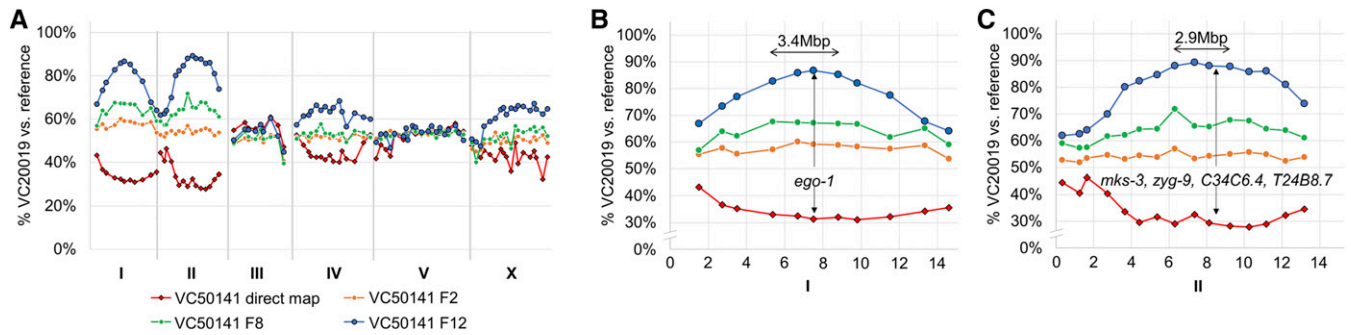 A
% VC20019 vs. reference
100%
80%
60%
40%
20%
0%
I II III IV V X
VC50141 direct map VC50141 F2
VC50141 F8 VC50141 F12
B
% VC20019 vs. reference
100%
90%
80%
70%
60%
50%
40%
30%
0%
3.4Mbp
ego-1
0 2 4 6 8 10 12 14
I
C
% VC20019 vs. reference
100%
90%
80%
70%
60%
50%
40%
30%
0%
2.9Mbp
mks-3, zyg-9, C34C6.4, T24B8.7
0 2 4 6 8 10 12 14
II